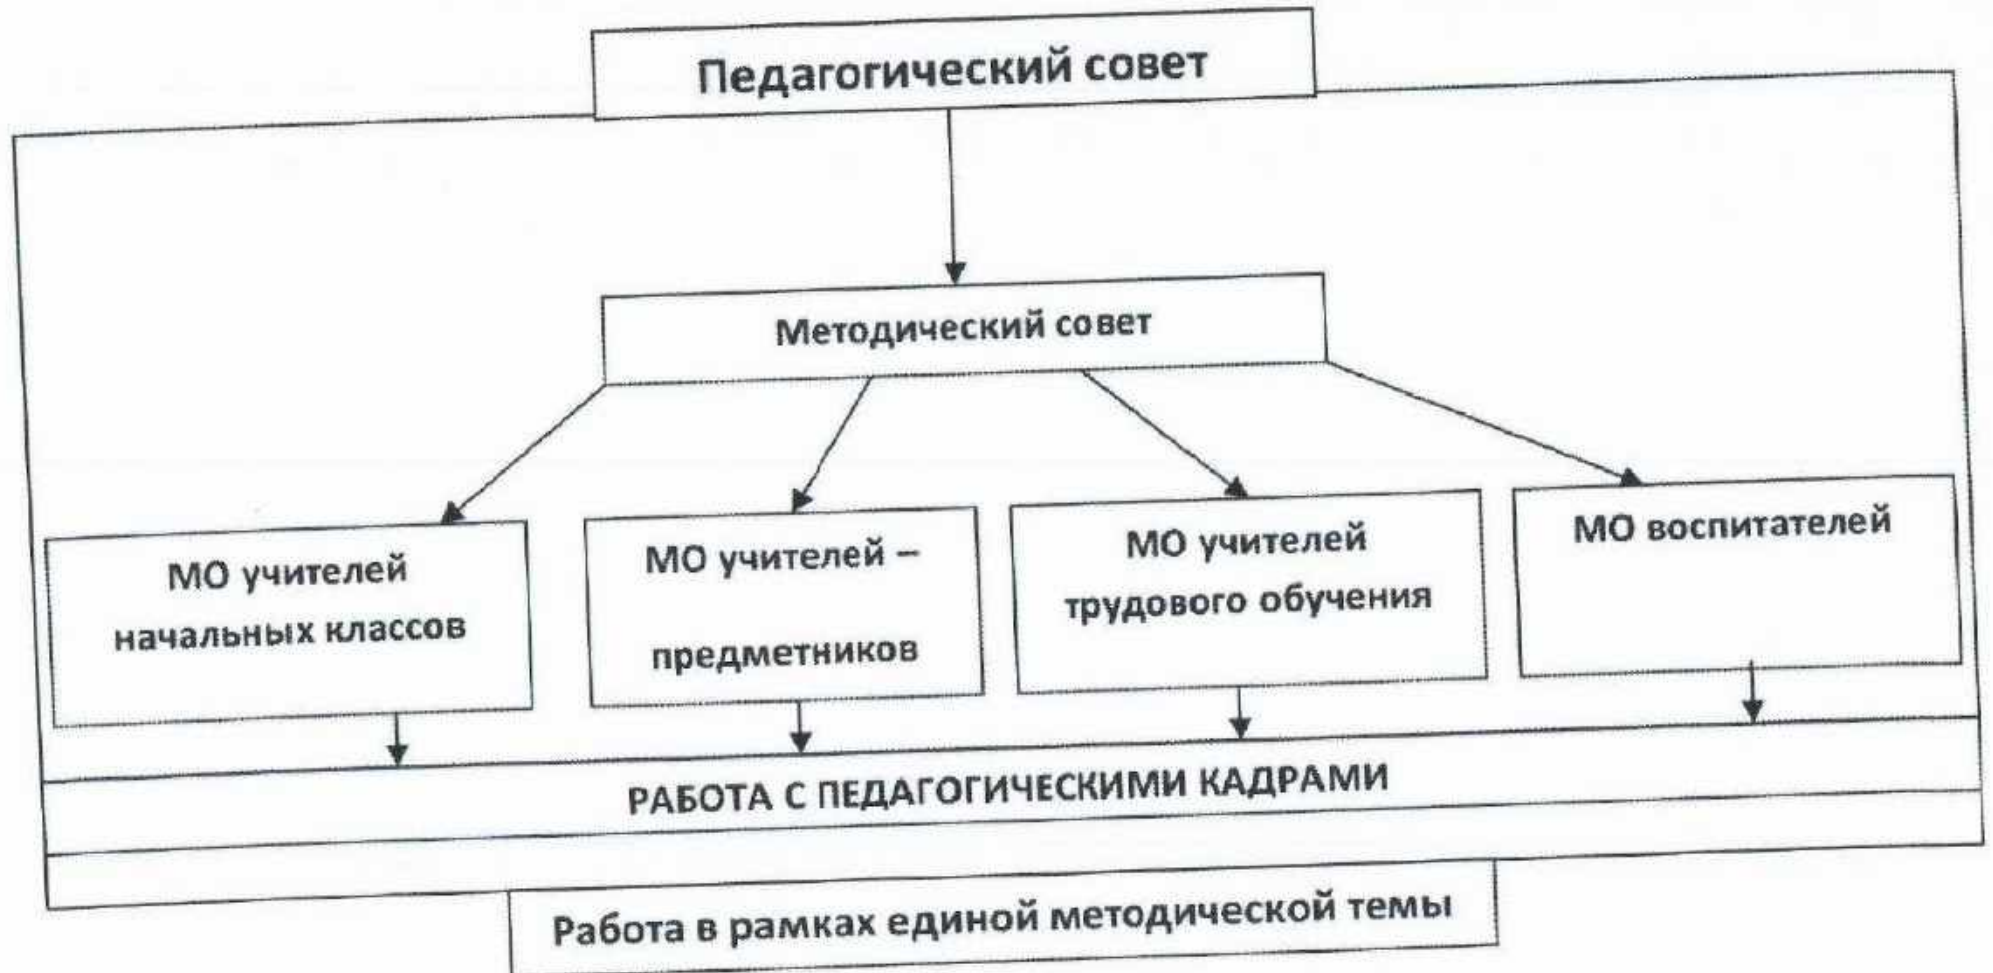 Педагогический совет
Методический совет
МО учителей
начальных классов
МО учителей –
предметников
МО учителей
трудового обучения
МО воспитателей
РАБОТА С ПЕДАГОГИЧЕСКИМИ КАДРАМИ
Работа в рамках единой методической темы